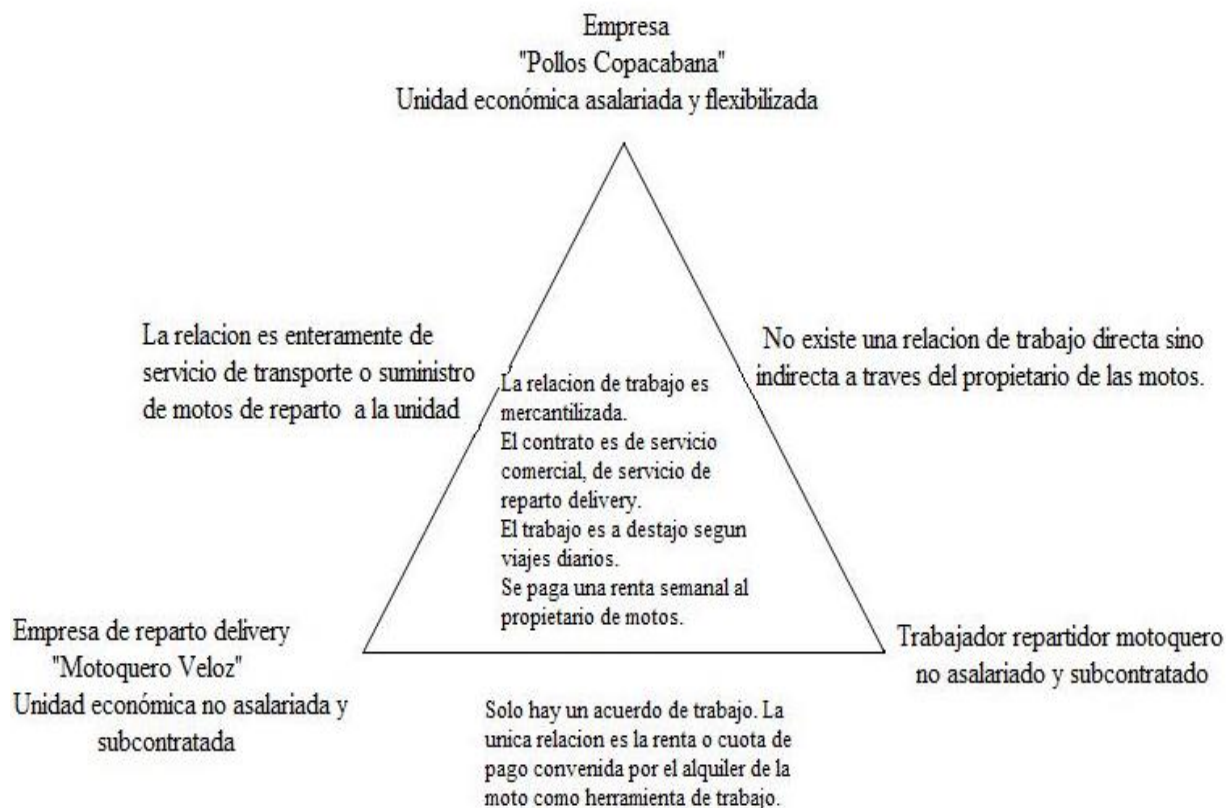 Empresa
"Pollos Copacabana"
Unidad económica asalariada y flexibilizada
La relacion es enteramente de
servicio de transporte o suministro
de motos de reparto a la unidad
No existe una relacion de trabajo directa sino
indirecta a traves del propietario de las motos.
La relacion de trabajo es
mercantilizada.
El contrato es de servicio
comercial, de servicio de
reparto delivery.
El trabajo es a destajo segun
viajes diarios.
Se paga una renta semanal al
propietario de motos.
Empresa de reparto delivery
"Motoquero Veloz"
Unidad económica no asalariada y
subcontratada
Trabajador repartidor motoquero
no asalariado y subcontratado
Solo hay un acuerdo de trabajo. La
unica relacion es la renta o cuota de
pago convenida por el alquiler de la
moto como herramienta de trabajo.